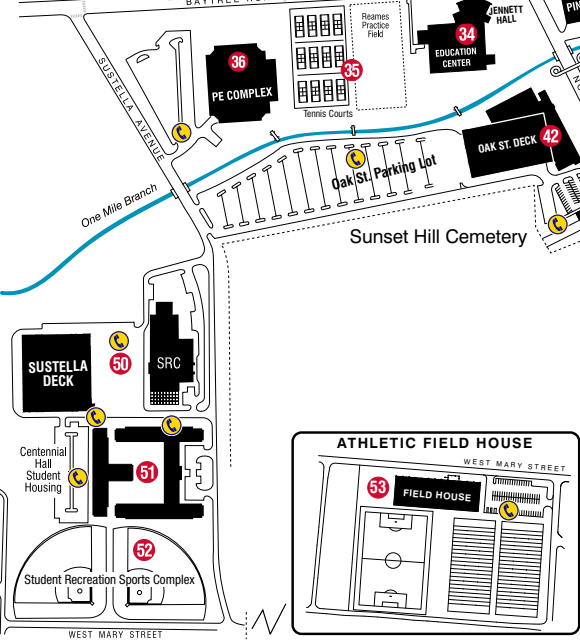 JENNETT
HALL
Reames
Practice
Field
34
EDUCATION
CENTER
36
PE COMPLEX
35
Tennis Courts
SUSTELLA AVENUE
42
OAK ST. DECK
Oak St. Parking Lot
One Mile Branch
Sunset Hill Cemetery
SUSTELLA
DECK
50
SRC
Centennial
Hall
Student
Housing
51
52
Student Recreation Sports Complex
WEST MARY STREET
ATHLETIC FIELD HOUSE
WEST MARY STREET
53
FIELD HOUSE